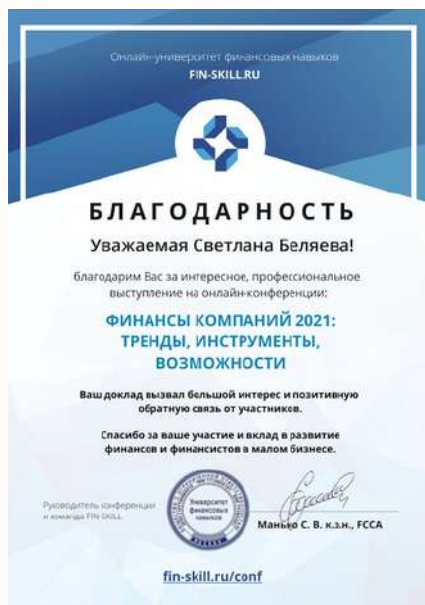 Онлайн-университет финансовых навыков
FIN-SKILL.RU
БЛАГОДАРНОСТЬ
Уважаемая Светлана Беляева!
благодарим Вас за интересное, профессиональное
выступление на онлайн-конференции:
ФИНАНСЫ КОМПАНИЙ 2021:
ТРЕНДЫ, ИНСТРУМЕНТЫ,
ВОЗМОЖНОСТИ
Ваш доклад вызвал большой интерес и позитивную
обратную связь от участников.
Спасибо за ваше участие и вклад в развитие
финансов и финансистов в малом бизнесе.
Руководитель конференции
и команда FIN-SKILL
Университет
финансовых
навыков
Манько С. В. к.э.н., FCCA
fin-skill.ru/conf